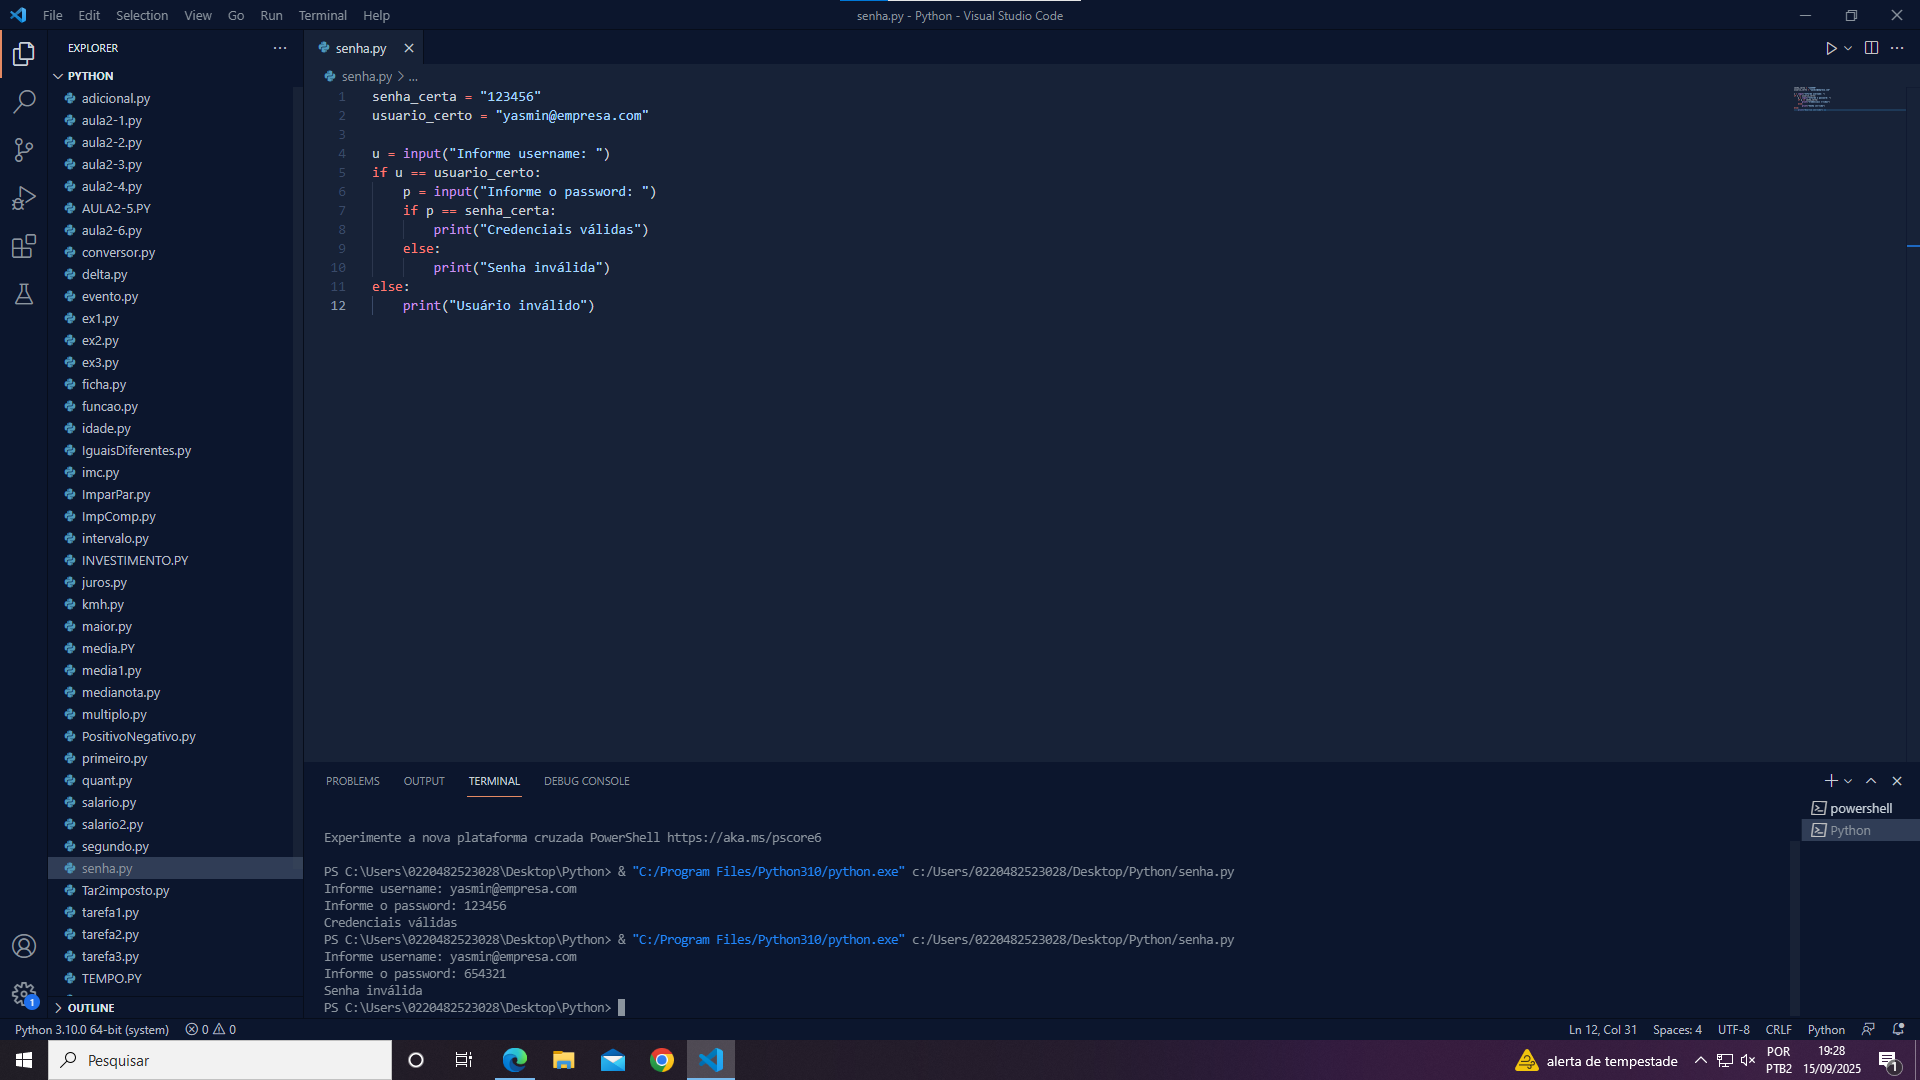 File Edit Selection View Go Run Terminal Help
senha.py - Python - Visual Studio Code
EXPLORER
PYTHON
adicional.py
aula2-1.py
aula2-2.py
aula2-3.py
aula2-4.py
AULA2-5.PY
aula2-6.py
conversor.py
delta.py
evento.py
ex1.py
ex2.py
ex3.py
ficha.py
funcao.py
idade.py
IguaisDiferentes.py
imc.py
ImparPar.py
ImpComp.py
intervalo.py
INVESTIMENTO.PY
juros.py
kmh.py
maior.py
media.PY
media1.py
medianota.py
multiplo.py
PositivoNegativo.py
primeiro.py
quant.py
salario.py
salario2.py
segundo.py
senha.py
Tar2imposto.py
tarefa1.py
tarefa2.py
tarefa3.py
TEMPO.PY
OUTLINE
senha.py
senha.py > ...
1 senha_certa = "123456"
2 usuario_certo = "yasmin@empresa.com"
3
4 u = input("Informe username: ")
5 if u == usuario_certo:
6     p = input("Informe o password: ")
7     if p == senha_certa:
8         print("Credenciais válidas")
9     else:
10         print("Senha inválida")
11 else:
12     print("Usuário inválido")
PROBLEMS OUTPUT TERMINAL DEBUG CONSOLE
powershell
Python
Experimente a nova plataforma cruzada PowerShell https://aka.ms/pscore6
PS C:\Users\0220482523028\Desktop\Python> & "C:/Program Files/Python310/python.exe" c:/Users/0220482523028/Desktop/Python/senha.py
Informe username: yasmin@empresa.com
Informe o password: 123456
Credenciais válidas
PS C:\Users\0220482523028\Desktop\Python> & "C:/Program Files/Python310/python.exe" c:/Users/0220482523028/Desktop/Python/senha.py
Informe username: yasmin@empresa.com
Informe o password: 654321
Senha inválida
PS C:\Users\0220482523028\Desktop\Python>
1
Python 3.10.0 64-bit (system) 0 0
Ln 12, Col 31 Spaces: 4 UTF-8 CRLF Python
Pesquisar
alerta de tempestade
POR
PTB2
19:28
15/09/2025
1